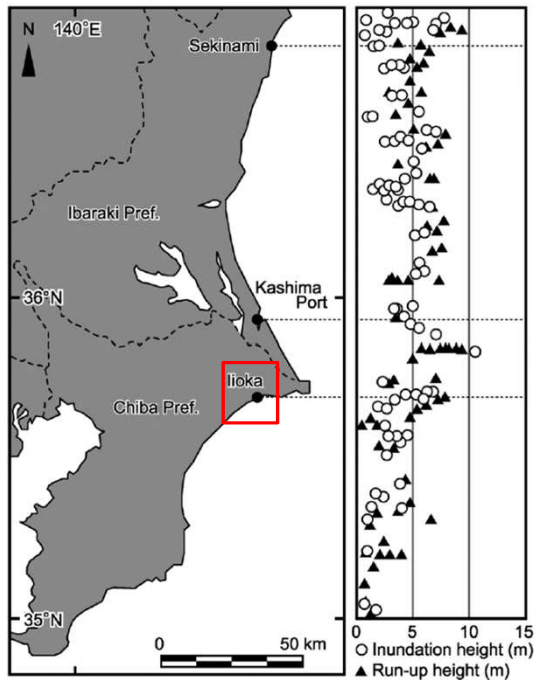 140°E
N
Sekinami
Ibaraki Pref.
Kashima
Port
36°N
Iioka
Chiba Pref.
35°N
0 50 km
0 5 10 15
Inundation height (m)
Run-up height (m)